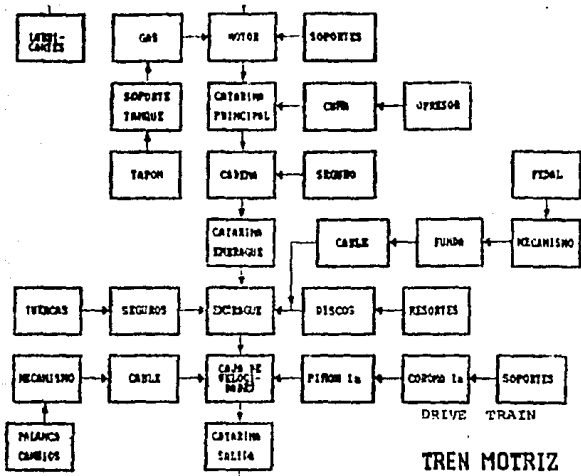 LUBRI-
CANTES
GAS
MOTOR
SOPORTES
SOPORTE
TANQUE
CATARINA
PRINCIPAL
CUÑA
OPRESOR
TAPON
CADENA
SEGURO
PEDAL
CATARINA
EMBRAGUE
CABLE
FUNDA
MECANISMO
TUERCAS
SEGUROS
EMBRAGUE
DISCOS
RESORTES
MECANISMO
CABLE
CAJA DE
VELOCI-
DADES
PIÑON 1a
CORONA 1a
SOPORTES
DRIVE TRAIN
PALANCA
CAMBIOS
CATARINA
SALIDA
TREN MOTRIZ